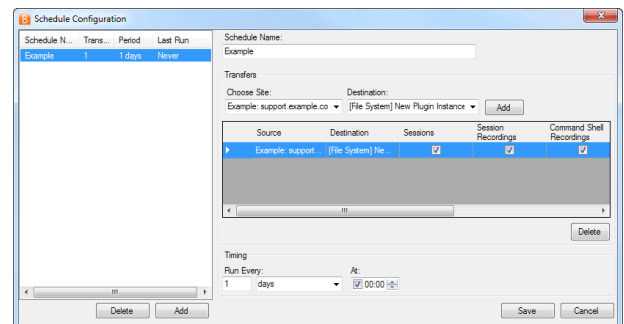 Schedule Configuration
Schedule N... Trans... Period Last Run
Example 1 1 days Never
Delete Add
Schedule Name:
Example
Transfers
Choose Site: Destination:
Example: support.example.co [File System] New Plugin Instance Add
Source Destination Sessions Session Recordings Command Shell Recordings
Example: support... [File System] Ne...
Delete
Timing
Run Every: At:
1 days 00:00
Save Cancel